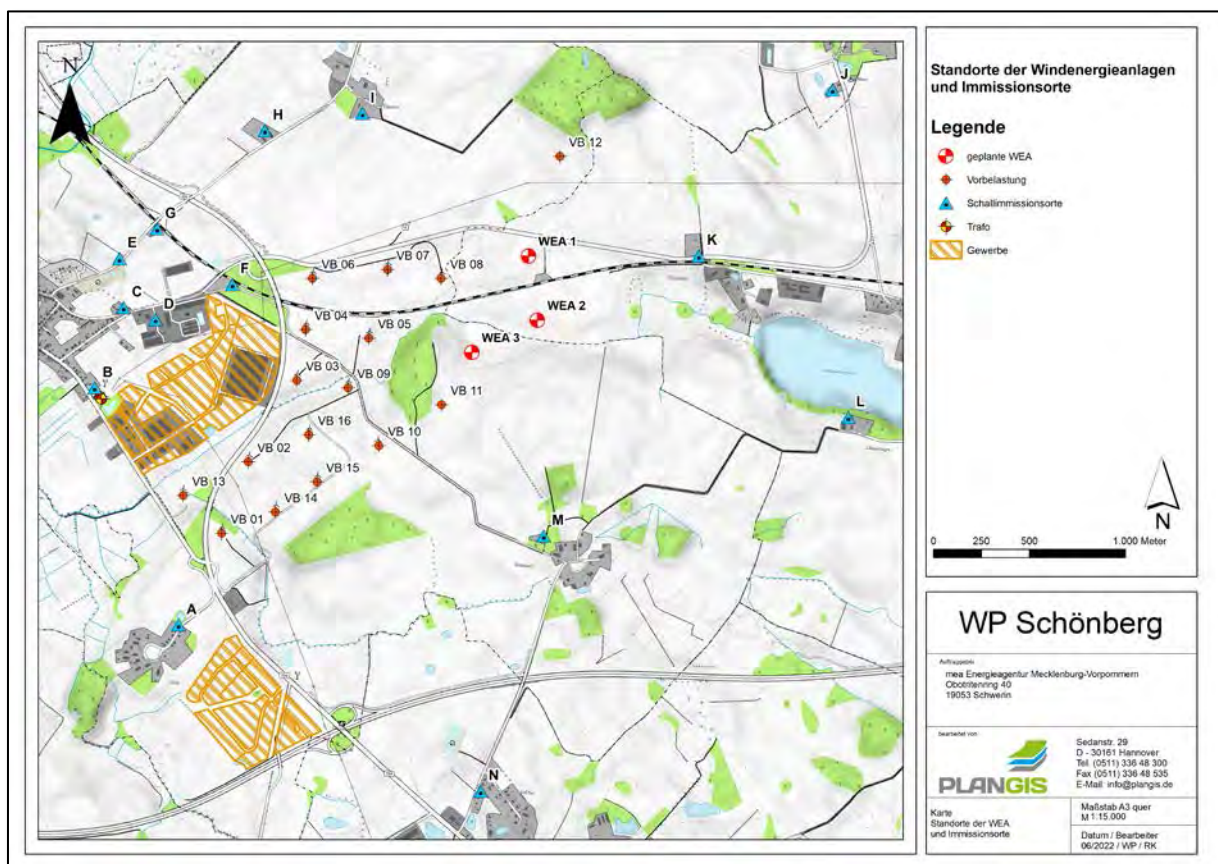 N
H
I
J
VB 12
G
E
F
VB 06
VB 07
VB 08
WEA 1
K
C
D
VB 04
VB 05
WEA 2
WEA 3
B
VB 03
VB 09
VB 11
L
VB 16
VB 10
VB 02
VB 15
VB 13
VB 14
VB 01
M
A
N
Standorte der Windenergieanlagen
und Immissionsorte
Legende
geplante WEA
Vorbelastung
Schallimmissionsorte
Trafo
Gewerbe
N
0 250 500 1.000 Meter
WP Schönberg
Auftraggeber
mea Energieagentur Mecklenburg-Vorpommern
Obotritenring 40
19053 Schwerin
bearbeitet von
PLANGIS
Sedanstr. 29
D - 30161 Hannover
Tel. (0511) 336 48 300
Fax (0511) 336 48 535
E-Mail info@plangis.de
Karte
Standorte der WEA
und Immissionsorte
Maßstab A3 quer
M 1:15.000
Datum / Bearbeiter
06/2022 / WP / RK